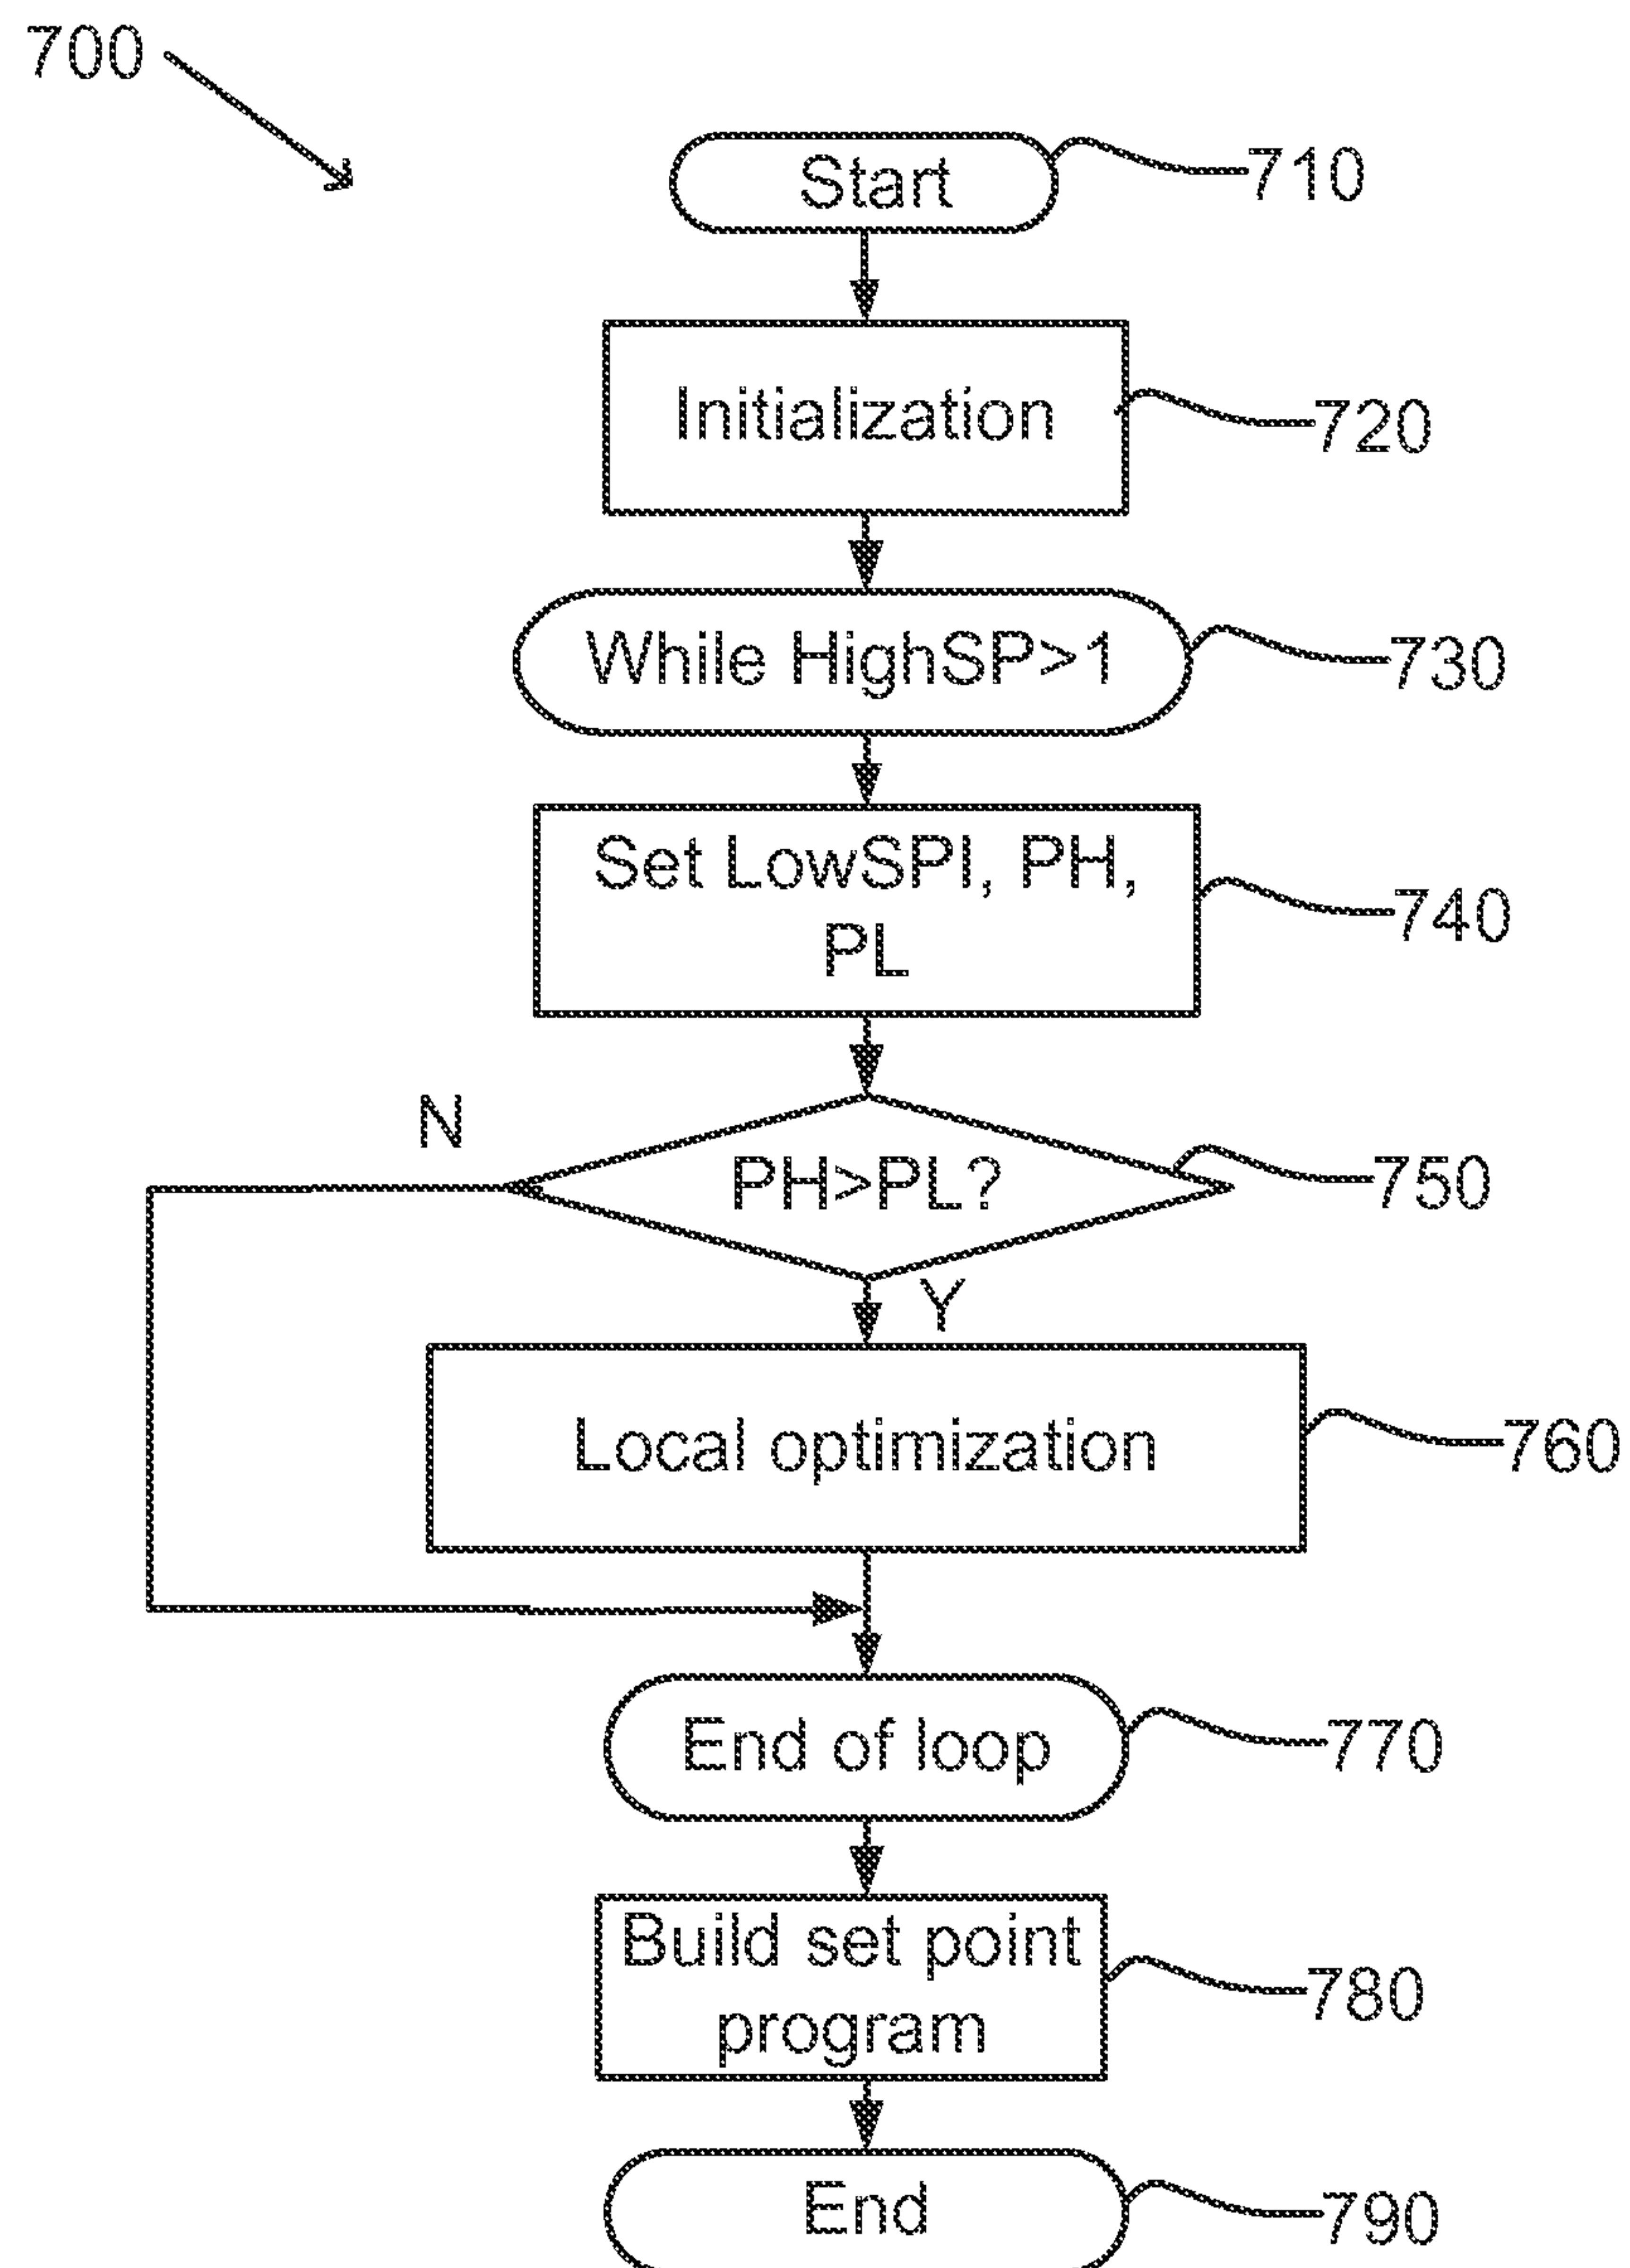 700
Start
710
Initialization
720
While HighSP>1
730
Set LowSPI, PH,
PL
740
N
PH>PL?
750
Y
Local optimization
760
End of loop
770
Build set point
program
780
End
790